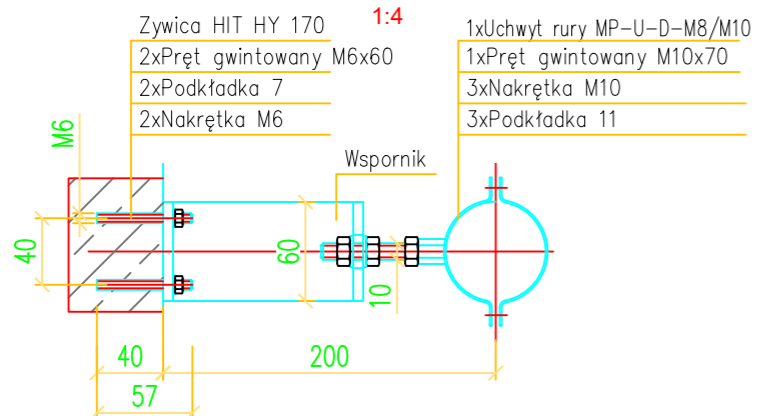 Zywica HIT HY 170
2xPręt gwintowany M6x60
2xPodkładka 7
2xNakrętka M6
1:4
1xUchwyt rury MP-U-D-M8/M10
1xPręt gwintowany M10x70
3xNakrętka M10
3xPodkładka 11
Wspornik
M6
40
60
10
40
200
57